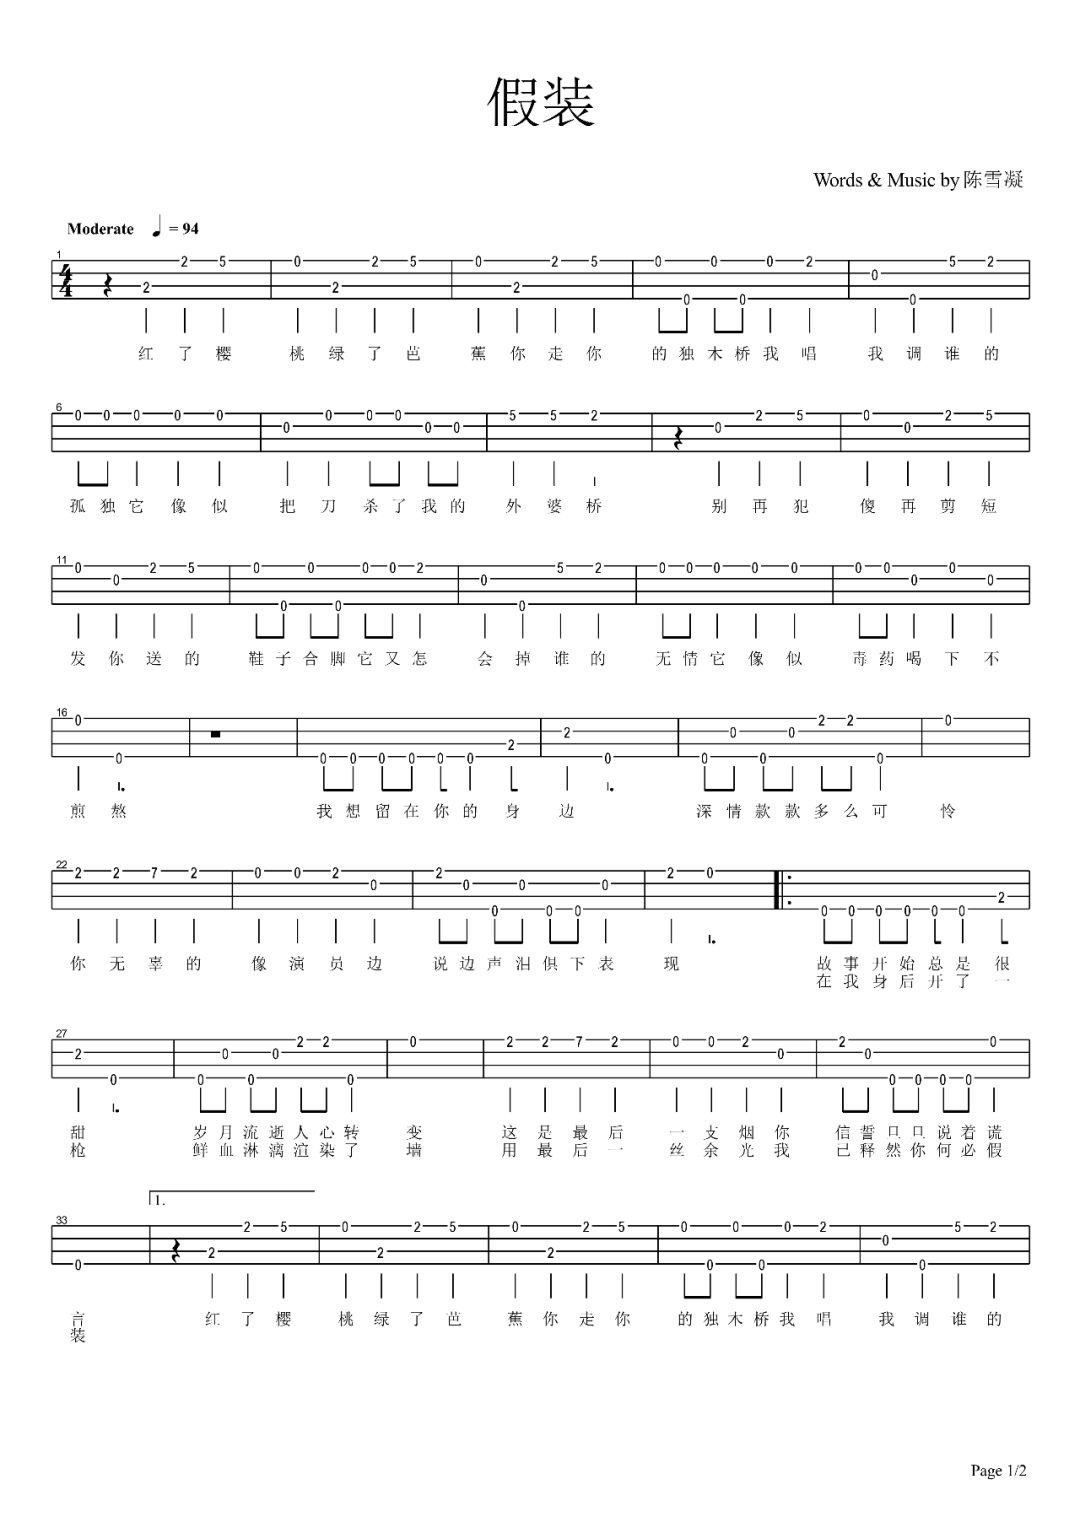 假装
Words & Music by 陈雪凝
Moderate ♩ = 94
1 4 4 2 2 5 0 2 2 5 0 2 2 5 0 0 0 0 0 2 0 0 5 2
红 了 樱 桃 绿 了 芭 蕉 你 走 你 的 独 木 桥 我 唱 我 调 谁 的
6 0 0 0 0 0 0 0 0 0 0 0 5 5 2 0 2 5 0 0 2 5
孤 独 它 像 似 把 刀 杀 了 我 的 外 婆 桥 别 再 犯 傻 再 剪 短
11 0 0 2 5 0 0 0 0 0 0 2 0 0 5 2 0 0 0 0 0 0 0 0 0 0
发 你 送 的 鞋 子 合 脚 它 又 怎 会 掉 谁 的 无 情 它 像 似 毒 药 喝 下 不
16 0 0 0 0 0 0 0 0 2 2 0 0 0 0 0 2 2 0 0
煎 熬 我 想 留 在 你 的 身 边 深 情 款 款 多 么 可 怜
22 2 2 7 2 0 0 2 0 2 0 0 0 0 0 0 2 0 0 0 0 0 0 0 2
你 无 辜 的 像 演 员 边 说 边 声 泪 俱 下 表 现 故 事 开 始 总 是 很
在 我 身 后 开 了 一
27 2 0 0 0 0 0 2 2 0 0 2 2 7 2 0 0 2 0 2 0 0 0 0 0 0
甜 岁 月 流 逝 人 心 转 变 这 是 最 后 一 支 烟 你 信 誓 旦 旦 说 着 谎
枪 鲜 血 淋 漓 渲 染 了 墙 用 最 后 一 丝 余 光 我 已 释 然 你 何 必 假
1.
33 0 2 2 5 0 2 2 5 0 2 2 5 0 0 0 0 0 2 0 0 5 2
言 红 了 樱 桃 绿 了 芭 蕉 你 走 你 的 独 木 桥 我 唱 我 调 谁 的
装
Page 1/2